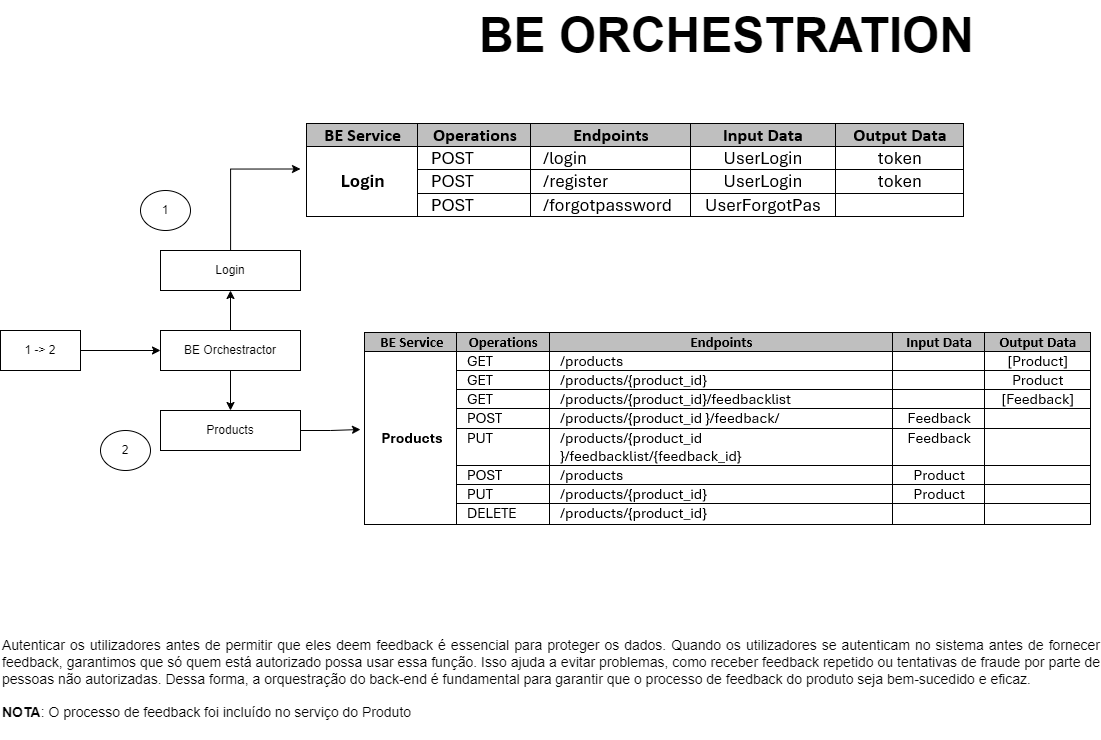 BE ORCHESTRATION
BE Service Operations Endpoints Input Data Output Data
Login
POST /login UserLogin token
POST /register UserLogin token
POST /forgotpassword UserForgotPas
1
Login
1 -> 2
BE Orchestractor
Products
2
BE Service Operations Endpoints Input Data Output Data
Products
GET /products [Product]
GET /products/{product_id} Product
GET /products/{product_id}/feedbacklist [Feedback]
POST /products/{product_id }/feedback/ Feedback
PUT /products/{product_id Feedback
}/feedbacklist/{feedback_id}
POST /products Product
PUT /products/{product_id} Product
DELETE /products/{product_id}
Autenticar os utilizadores antes de permitir que eles deem feedback é essencial para proteger os dados. Quando os utilizadores se autenticam no sistema antes de fornecer
feedback, garantimos que só quem está autorizado possa usar essa função. Isso ajuda a evitar problemas, como receber feedback repetido ou tentativas de fraude por parte de
pessoas não autorizadas. Dessa forma, a orquestração do back-end é fundamental para garantir que o processo de feedback do produto seja bem-sucedido e eficaz.
NOTA: O processo de feedback foi incluído no serviço do Produto